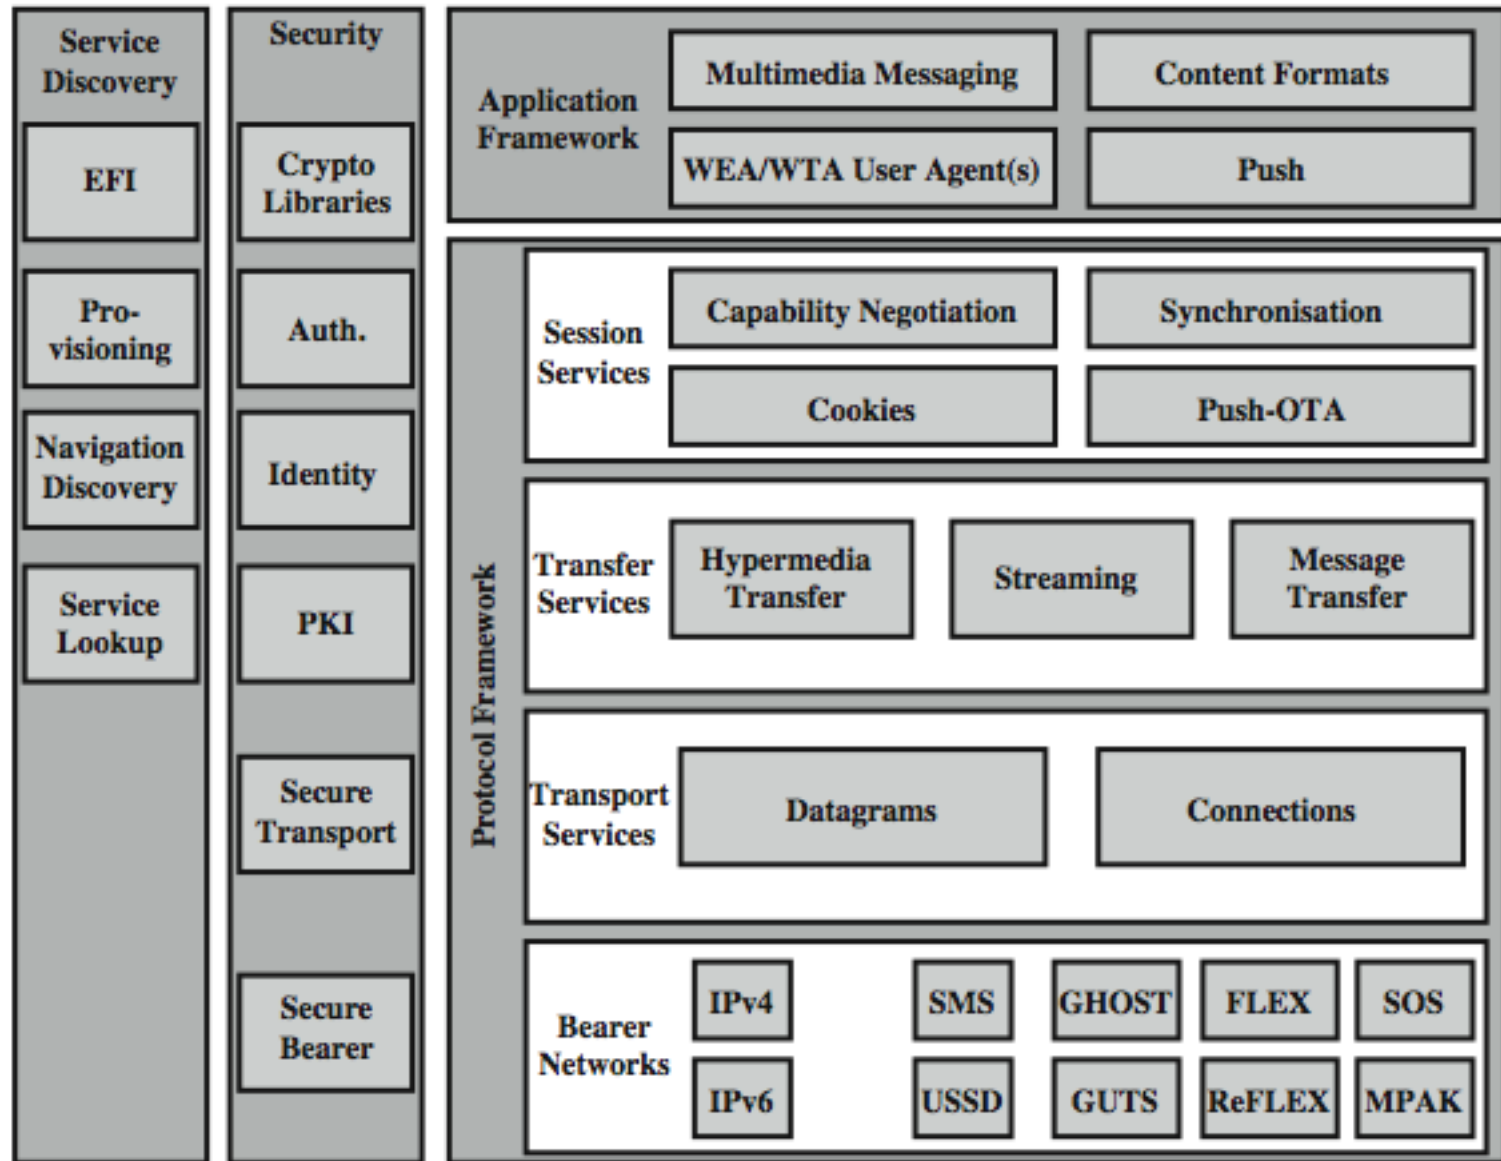 Service
Discovery
EFI
Pro-
visioning
Navigation
Discovery
Service
Lookup
Security
Crypto
Libraries
Auth.
Identity
PKI
Secure
Transport
Secure
Bearer
Application
Framework
Multimedia Messaging
Content Formats
WEA/WTA User Agent(s)
Push
Protocol Framework
Session
Services
Capability Negotiation
Synchronisation
Cookies
Push-OTA
Transfer
Services
Hypermedia
Transfer
Streaming
Message
Transfer
Transport
Services
Datagrams
Connections
Bearer
Networks
IPv4
SMS
GHOST
FLEX
SOS
IPv6
USSD
GUTS
ReFLEX
MPAK